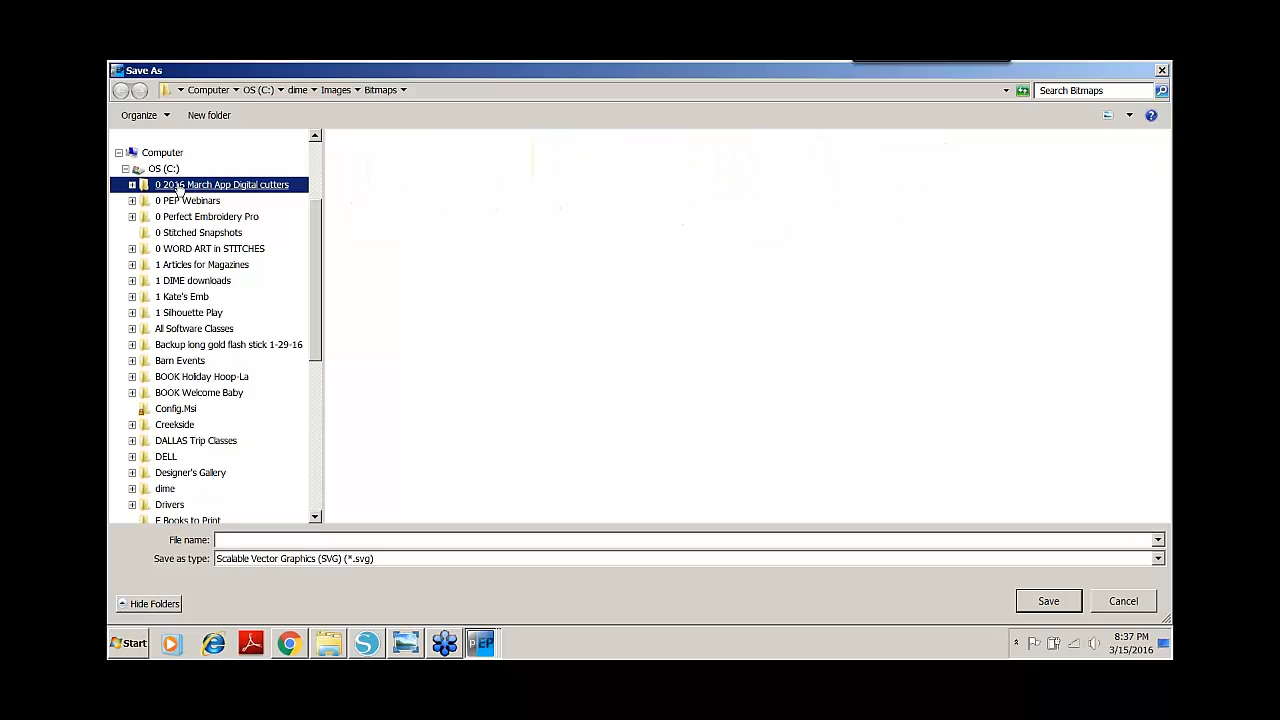 Save As
Computer OS (C:) dime Images Bitmaps
Search Bitmaps
Organize New folder
Computer
OS (C:)
0 2016 March App Digital cutters
0 PEP Webinars
0 Perfect Embroidery Pro
0 Stitched Snapshots
0 WORD ART in STITCHES
1 Articles for Magazines
1 DIME downloads
1 Kate's Emb
1 Silhouette Play
All Software Classes
Backup long gold flash stick 1-29-16
Barn Events
BOOK Holiday Hoop-La
BOOK Welcome Baby
Config.Msi
Creekside
DALLAS Trip Classes
DELL
Designer's Gallery
dime
Drivers
E Books to Print
File name:
Save as type: Scalable Vector Graphics (SVG) (*.svg)
Hide Folders
Save Cancel
Start
PEP
8:37 PM
3/15/2016